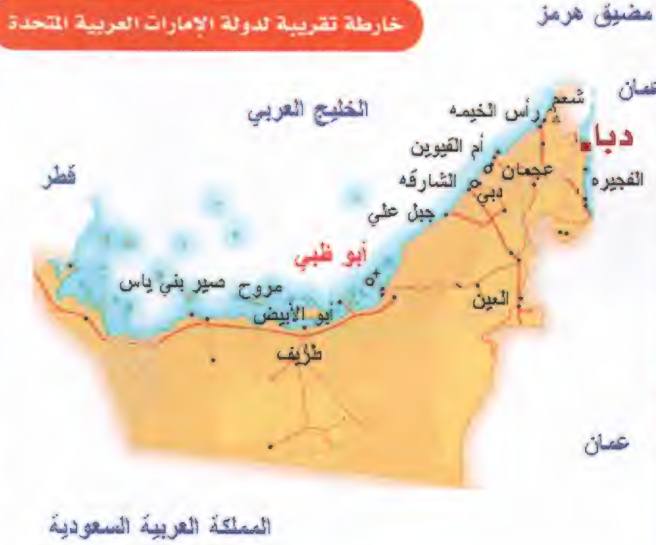 خارطة تقريبة لدولة الإمارات العربية المتحدة
مضيق هرمز
عمان
شعم
رأس الخيمه
الخليج العربي
دبا
أم القيوين
عجمان
الفجيره
الشارقه
دبي
قطر
جبل علي
أبو ظبي
مروح
صير بني ياس
العين
أبو الأبيض
طريف
عمان
المملكة العربية السعودية